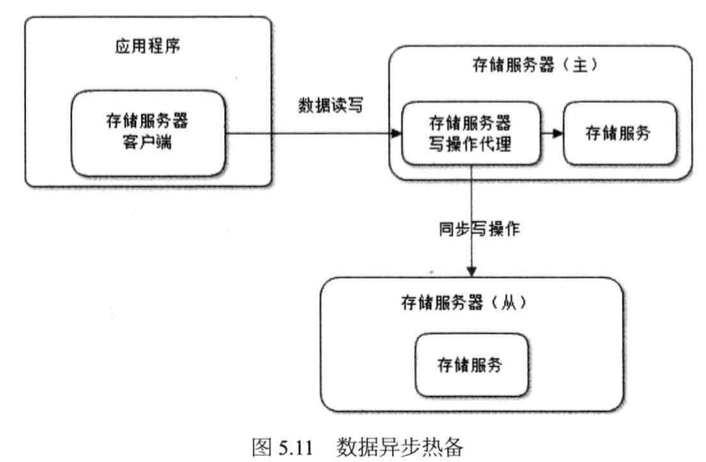 应用程序
存储服务器
客户端
数据读写
存储服务器（主）
存储服务器
写操作代理
存储服务
同步写操作
存储服务器（从）
存储服务
图 5.11 数据异步热备